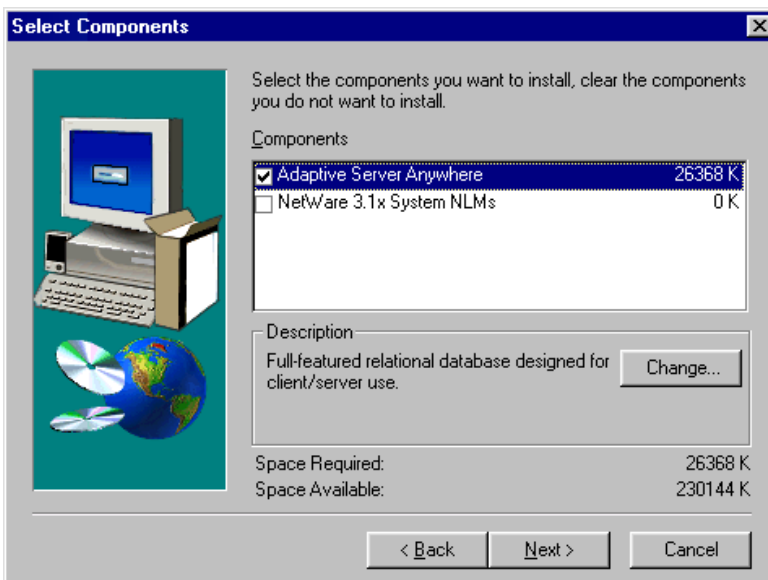 Select Components
Select the components you want to install, clear the components
you do not want to install.
Components
Adaptive Server Anywhere 26368 K
NetWare 3.1x System NLMs 0 K
Description
Full-featured relational database designed for
client/server use.
Change...
Space Required: 26368 K
Space Available: 230144 K
< Back Next > Cancel